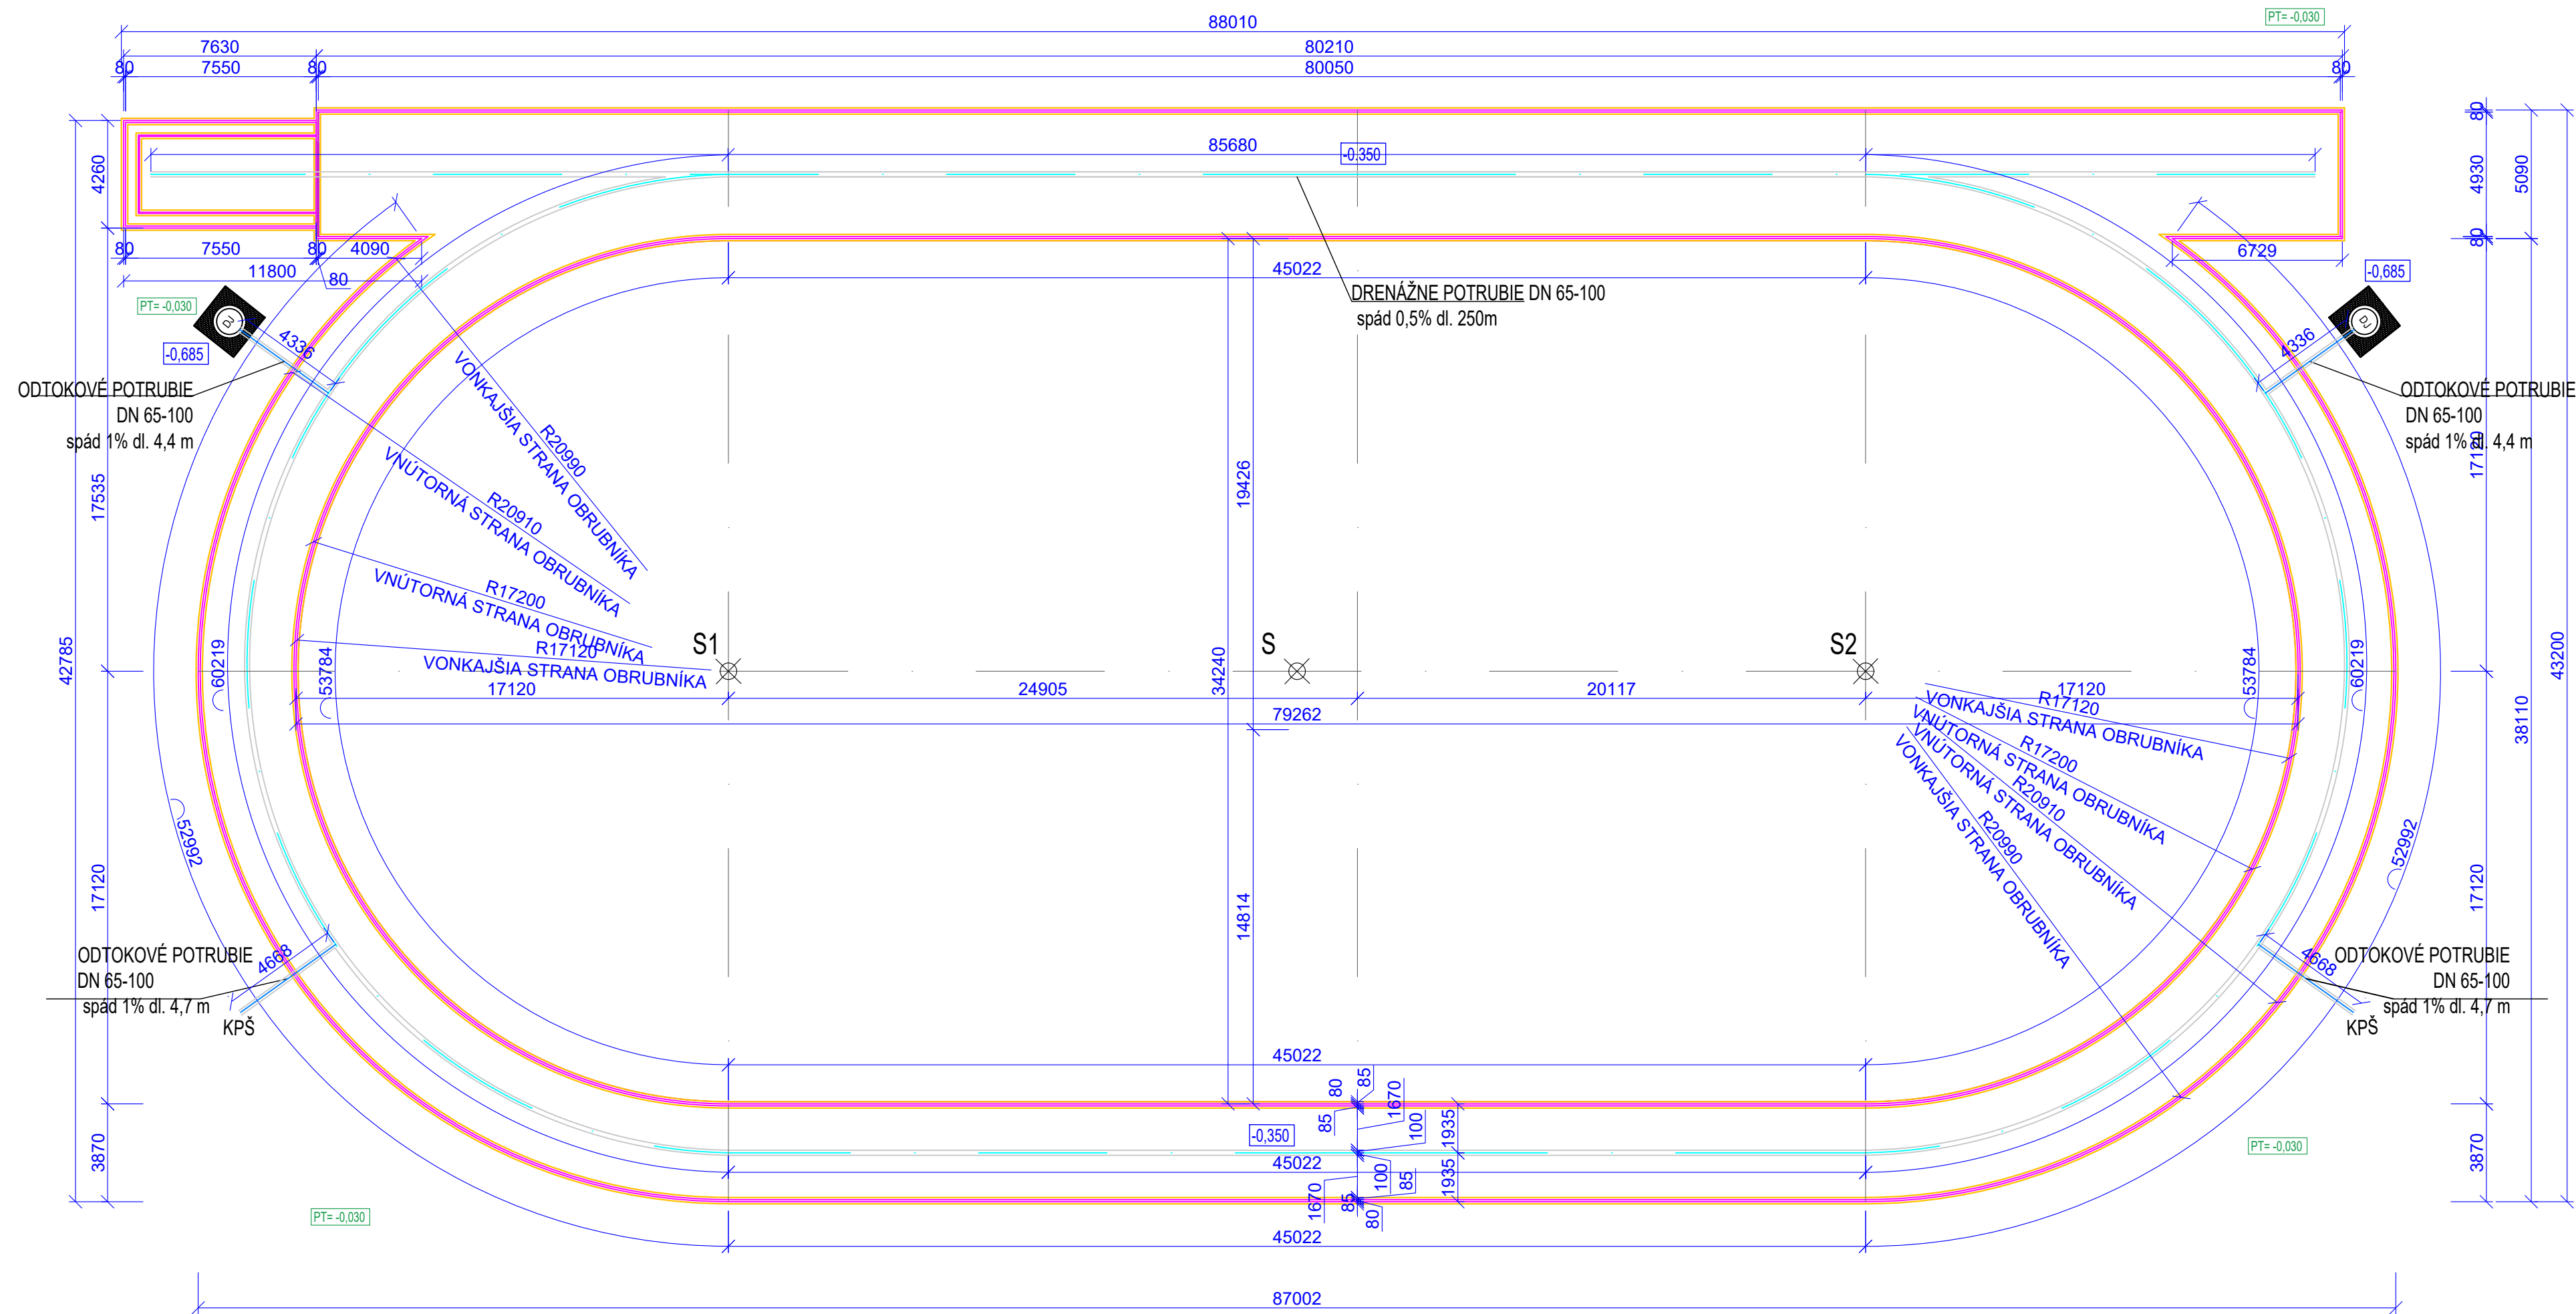 88010
PT= -0,030
7630
80210
80
7550
80
80050
80
85680
-0,350
4260
80
4930
5090
80
80
7550
80
4090
11800
80
6729
45022
-0,685
PT= -0,030
DRENÁŽNE POTRUBIE DN 65-100
spád 0,5% dl. 250m
DJ
DJ
4336
4336
-0,685
ODTOKOVÉ POTRUBIE
DN 65-100
spád 1% dl. 4,4 m
ODTOKOVÉ POTRUBIE
DN 65-100
spád 1% dl. 4,4 m
R20990
VONKAJŠIA STRANA OBRUBNÍKA
R20910
VNÚTORNÁ STRANA OBRUBNÍKA
R17200
VNÚTORNÁ STRANA OBRUBNÍKA
R17120
VONKAJŠIA STRANA OBRUBNÍKA
17535
19426
17120
42785
60219
53784
S1
S
S2
34240
53784
60219
43200
38110
17120
24905
20117
17120
79262
R17120
VONKAJŠIA STRANA OBRUBNÍKA
R17200
VNÚTORNÁ STRANA OBRUBNÍKA
R20910
VNÚTORNÁ STRANA OBRUBNÍKA
R20990
VONKAJŠIA STRANA OBRUBNÍKA
52992
52992
17120
14814
17120
ODTOKOVÉ POTRUBIE
DN 65-100
spád 1% dl. 4,7 m
4668
KPŠ
4668
ODTOKOVÉ POTRUBIE
DN 65-100
spád 1% dl. 4,7 m
KPŠ
45022
80
85
1670
85
100
1935
-0,350
3870
3870
45022
100
85
1935
1670
85
80
PT= -0,030
PT= -0,030
45022
87002